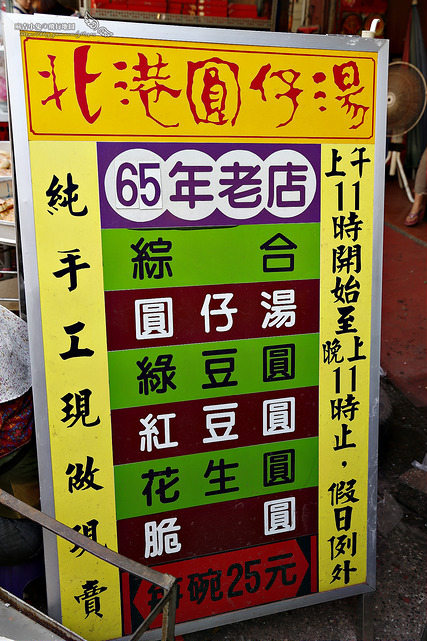 北港圓仔湯
65年老店
綜合
圓仔湯
綠豆圓
紅豆圓
花生圓
脆圓
每碗25元
純手工現做現賣
上午11時開始至晚上11時止，假日例外